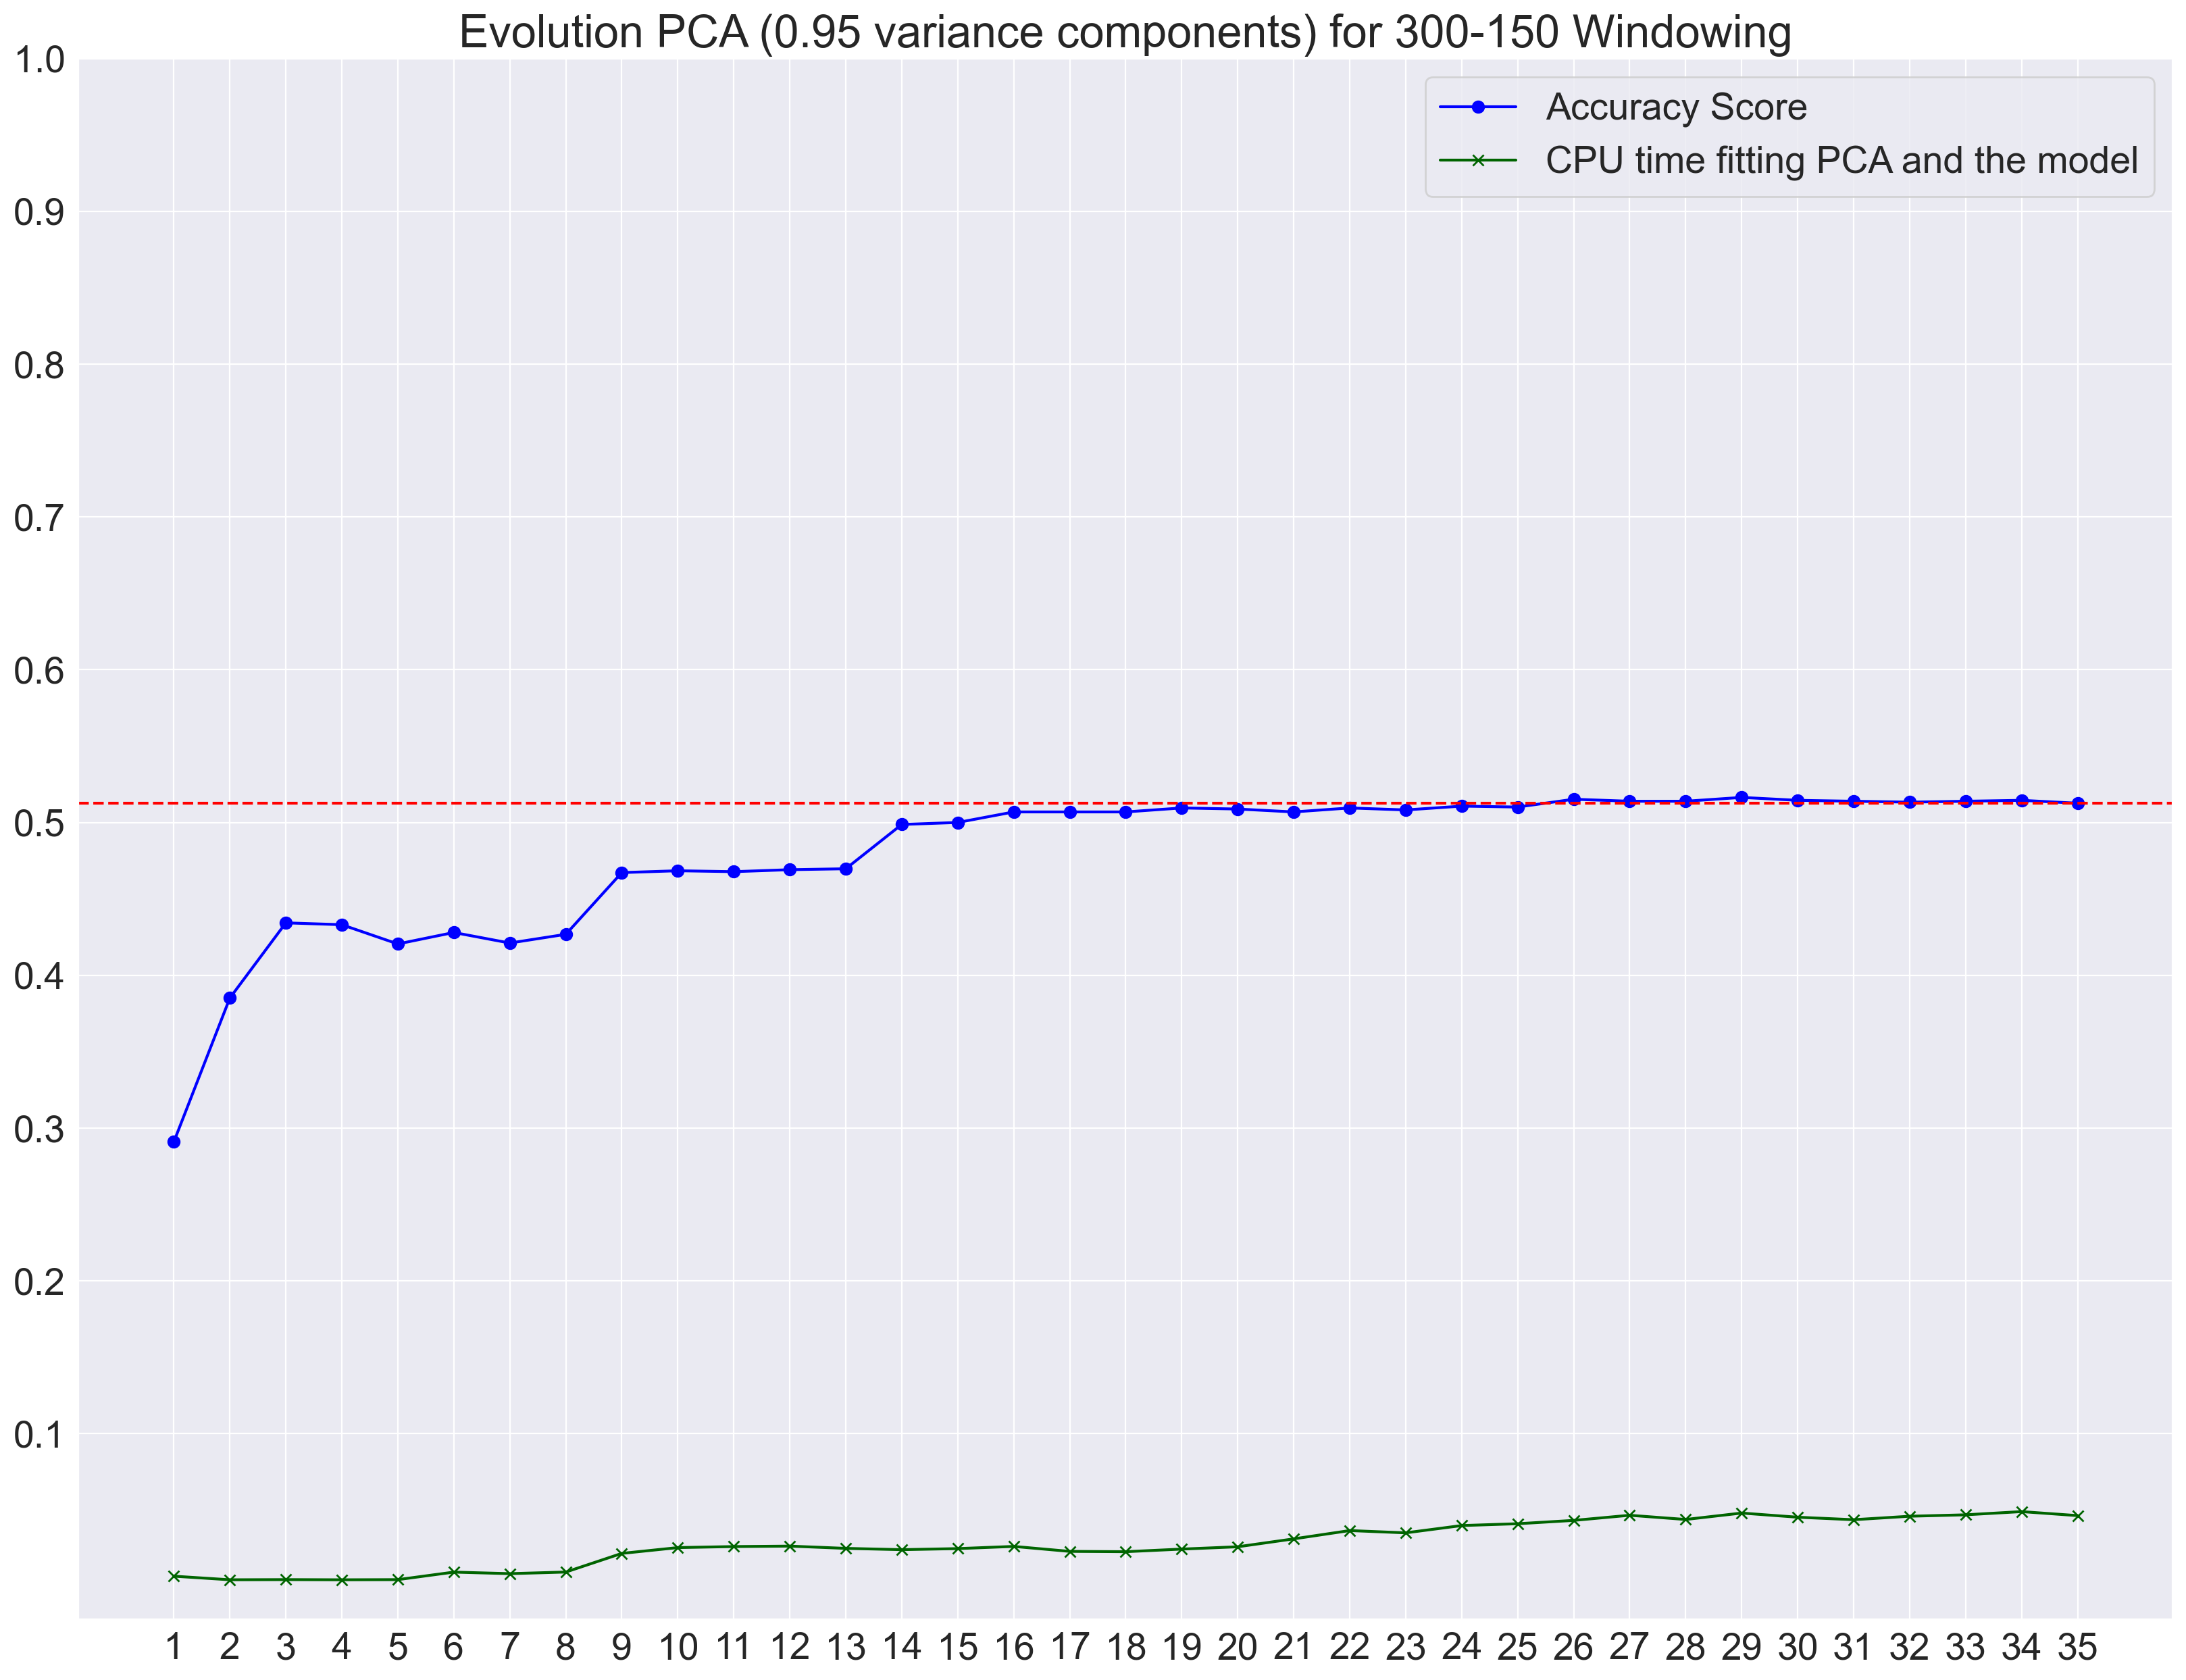 Evolution PCA (0.95 variance components) for 300-150 Windowing
1.0
0.9
0.8
0.7
0.6
0.5
0.4
0.3
0.2
0.1
Accuracy Score
CPU time fitting PCA and the model
1 2 3 4 5 6 7 8 9 10 11 12 13 14 15 16 17 18 19 20 21 22 23 24 25 26 27 28 29 30 31 32 33 34 35